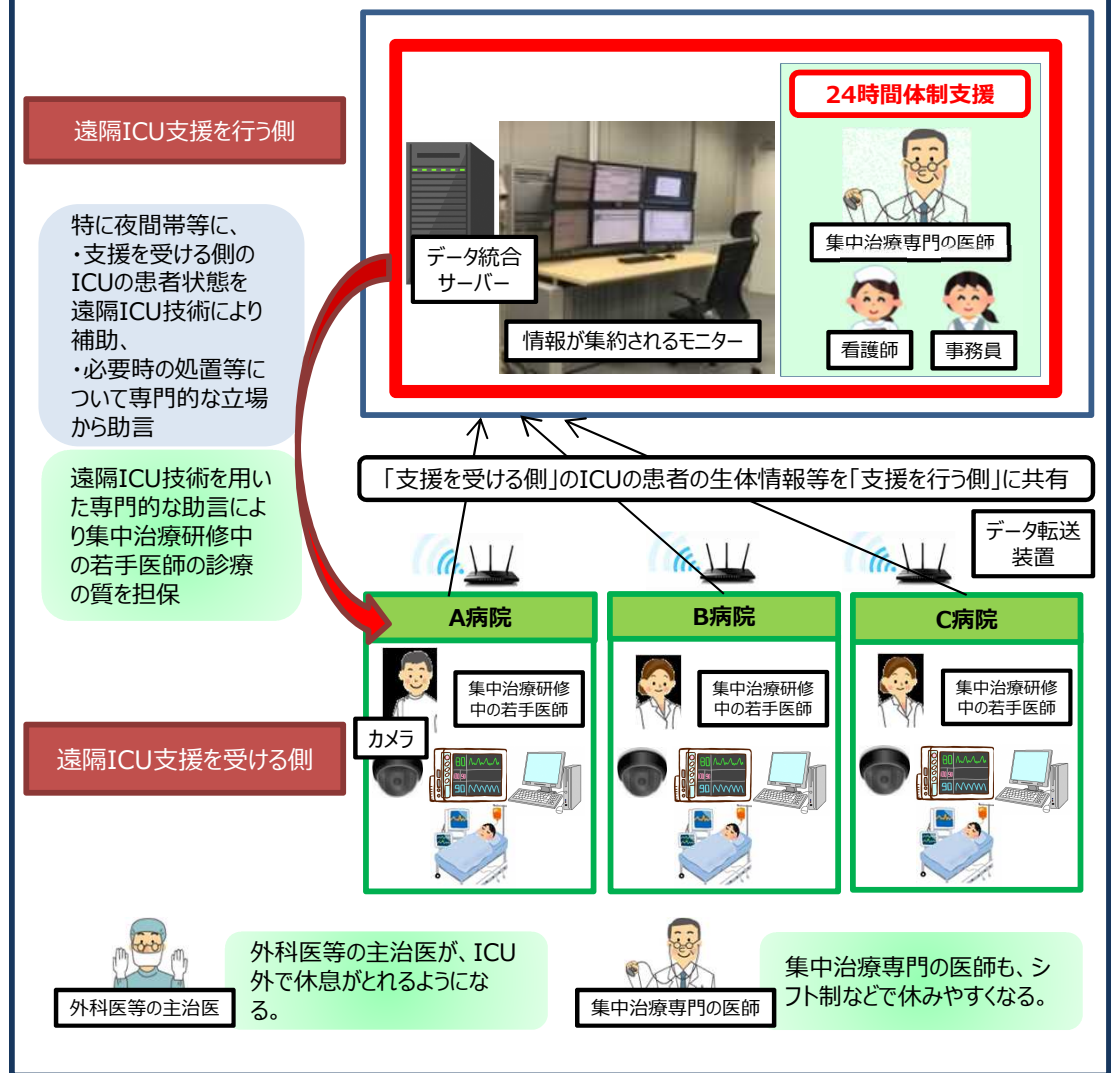 24時間体制支援
遠隔ICU支援を行う側
集中治療専門の医師
データ統合
サーバー
情報が集約されるモニター
看護師
事務員
特に夜間帯等に、
・支援を受ける側の
ICUの患者状態を
遠隔ICU技術により
補助、
・必要時の処置等に
ついて専門的な立場
から助言
遠隔ICU技術を用い
た専門的な助言によ
り集中治療研修中
の若手医師の診療
の質を担保
「支援を受ける側」のICUの患者の生体情報等を「支援を行う側」に共有
データ転送
装置
A病院
B病院
C病院
集中治療研修
中の若手医師
集中治療研修
中の若手医師
集中治療研修
中の若手医師
カメラ
遠隔ICU支援を受ける側
80
100|90
90
80
100|90
90
80
100|90
90
外科医等の主治医
外科医等の主治医が、ICU
外で休息がとれるようにな
る。
集中治療専門の医師
集中治療専門の医師も、シ
フト制などで休みやすくなる。